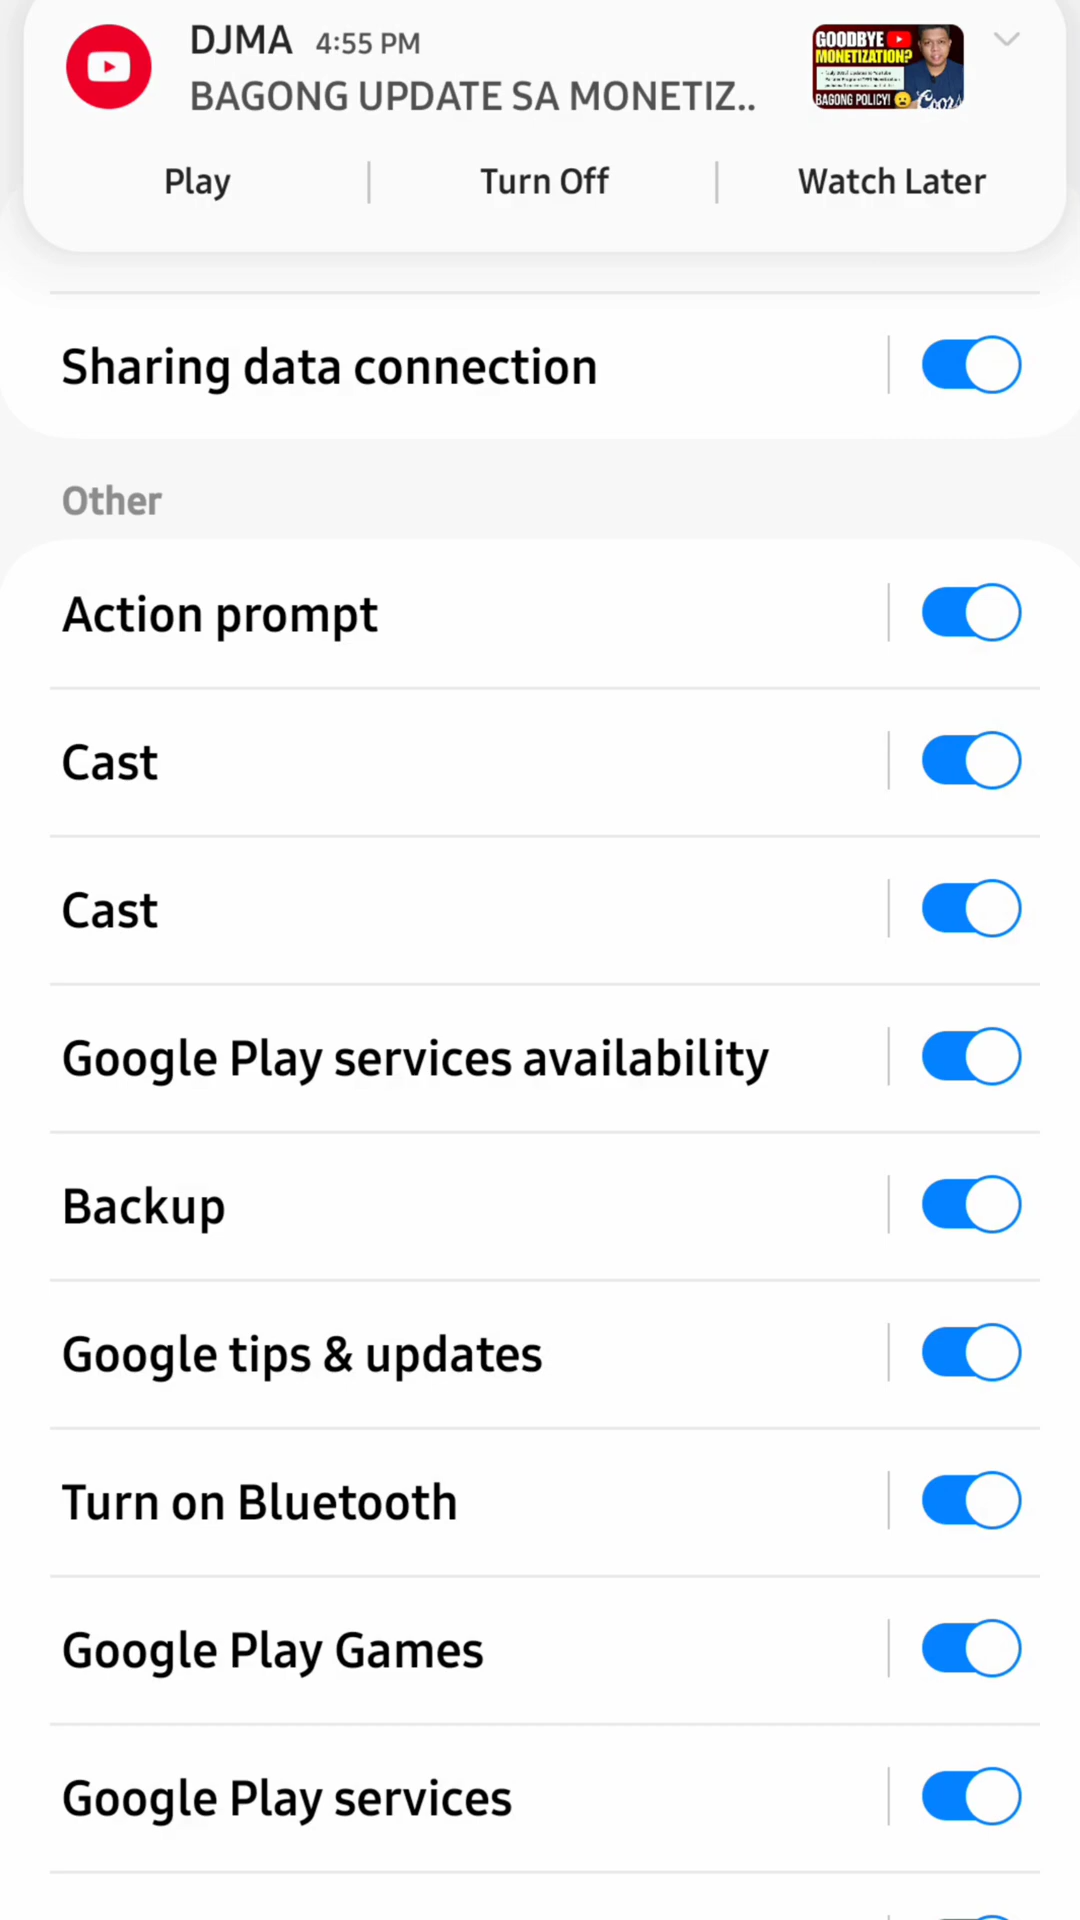 DJMA 4:55 PM
BAGONG UPDATE SA MONETIZ..
GOODBYE
MONETIZATION?
BAGONG POLICY!
Coors
Play
Turn Off
Watch Later
Sharing data connection
Other
Action prompt
Cast
Cast
Google Play services availability
Backup
Google tips & updates
Turn on Bluetooth
Google Play Games
Google Play services